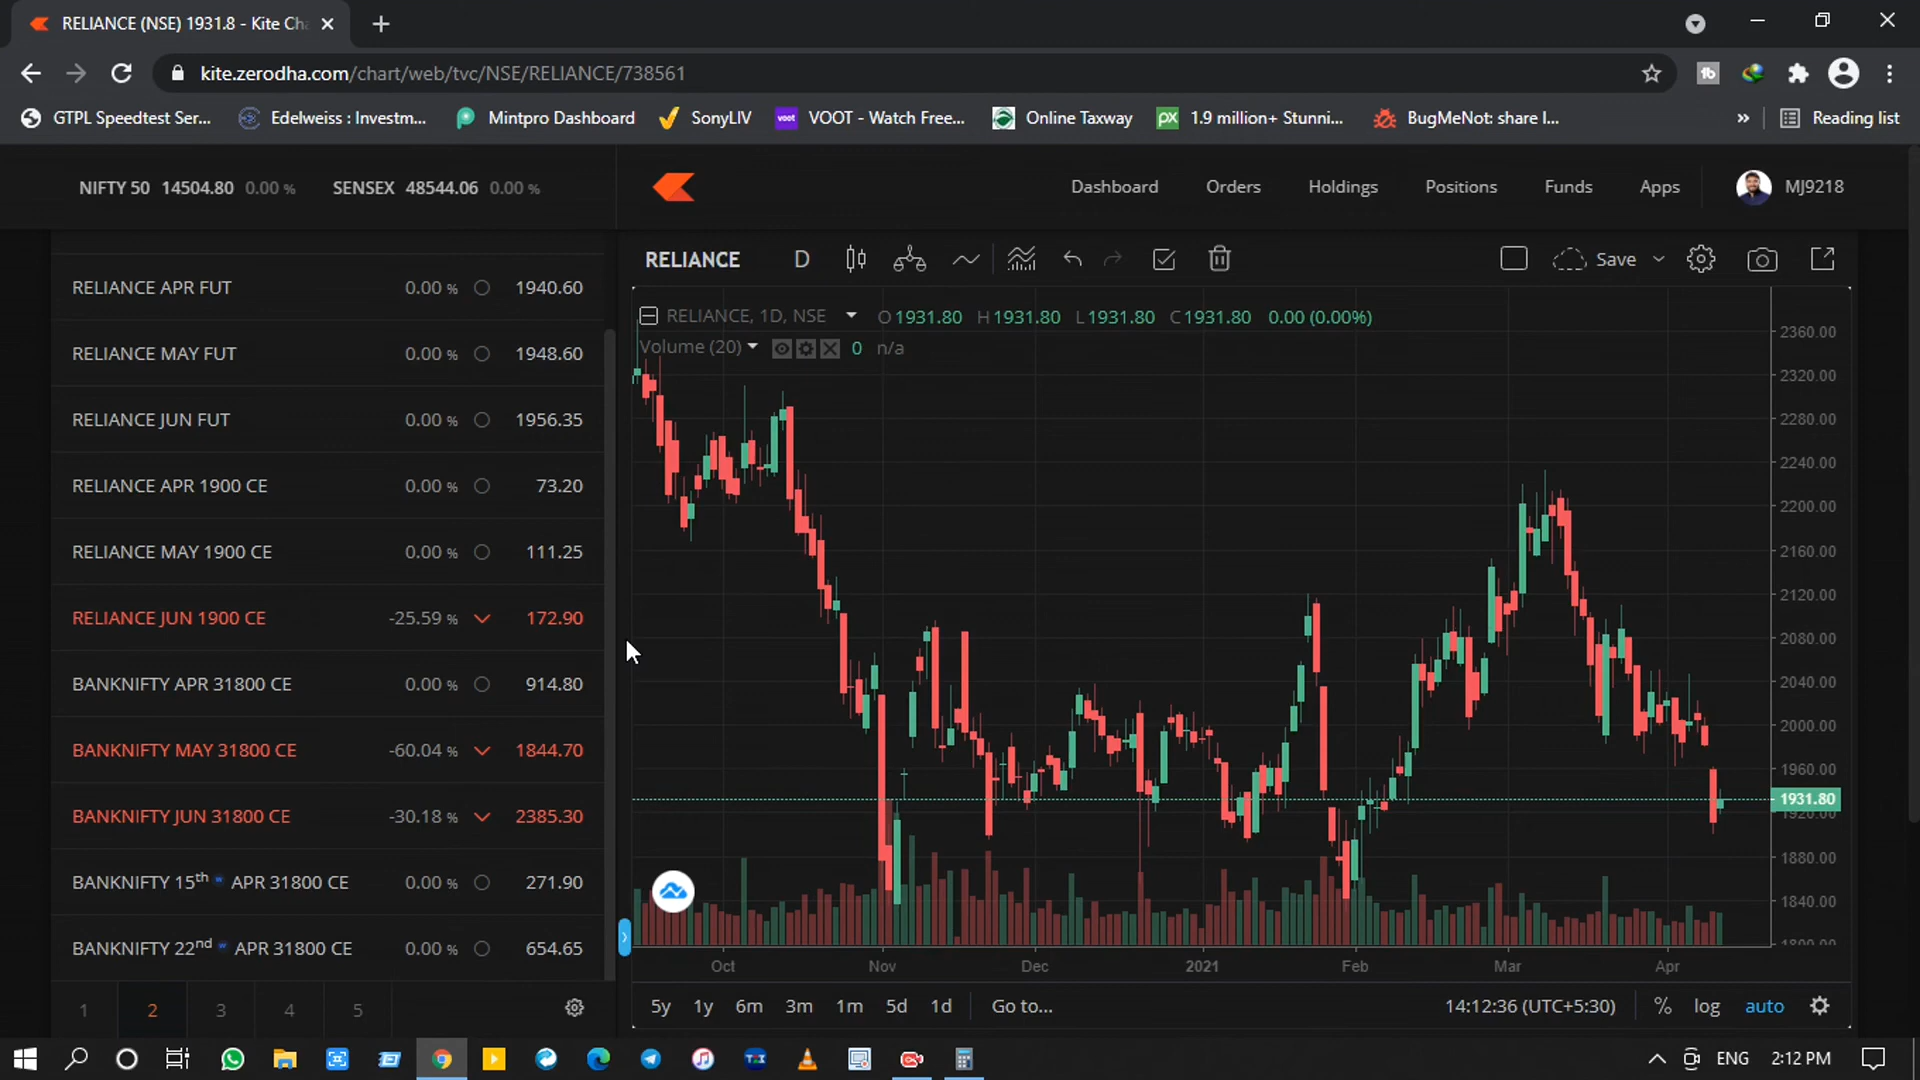 RELIANCE (NSE) 1931.8 - Kite Cha
kite.zerodha.com/chart/web/tvc/NSE/RELIANCE/738561
GTPL Speedtest Ser... Edelweiss : Investm... Mintpro Dashboard SonyLIV voot VOOT - Watch Free... Online Taxway PX 1.9 million+ Stunni... BugMeNot: share l... » Reading list
NIFTY 50 14504.80 0.00 % SENSEX 48544.06 0.00 % Dashboard Orders Holdings Positions Funds Apps MJ9218
RELIANCE D Save
RELIANCE APR FUT 0.00 % 1940.60
RELIANCE MAY FUT 0.00 % 1948.60
RELIANCE JUN FUT 0.00 % 1956.35
RELIANCE APR 1900 CE 0.00 % 73.20
RELIANCE MAY 1900 CE 0.00 % 111.25
RELIANCE JUN 1900 CE -25.59 % 172.90
BANKNIFTY APR 31800 CE 0.00 % 914.80
BANKNIFTY MAY 31800 CE -60.04 % 1844.70
BANKNIFTY JUN 31800 CE -30.18 % 2385.30
BANKNIFTY 15th w APR 31800 CE 0.00 % 271.90
BANKNIFTY 22nd w APR 31800 CE 0.00 % 654.65
1 2 3 4 5
RELIANCE, 1D, NSE O 1931.80 H 1931.80 L 1931.80 C 1931.80 0.00 (0.00%)
Volume (20) 0 n/a
2360.00
2320.00
2280.00
2240.00
2200.00
2160.00
2120.00
2080.00
2040.00
2000.00
1960.00
1931.80
1920.00
1880.00
1840.00
1800.00
Oct Nov Dec 2021 Feb Mar Apr
5y 1y 6m 3m 1m 5d 1d Go to... 14:12:36 (UTC+5:30) % log auto
ENG 2:12 PM